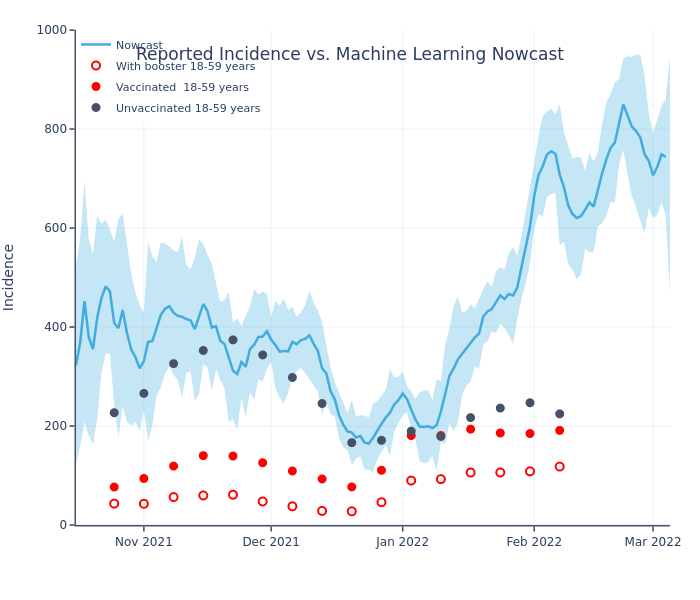 Reported Incidence vs. Machine Learning Nowcast
Nowcast
With booster 18-59 years
Vaccinated  18-59 years
Unvaccinated 18-59 years
Incidence
1000
800
600
400
200
0
Nov 2021
Dec 2021
Jan 2022
Feb 2022
Mar 2022